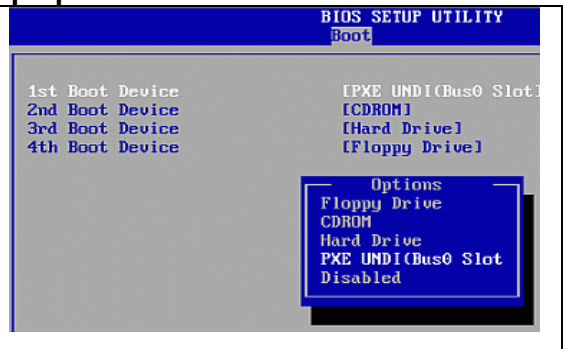 BIOS SETUP UTILITY
Boot
1st Boot Device [PXE UNDI(Bus0 Slot]
2nd Boot Device [CDROM]
3rd Boot Device [Hard Drive]
4th Boot Device [Floppy Drive]
Options
Floppy Drive
CDROM
Hard Drive
PXE UNDI(Bus0 Slot
Disabled